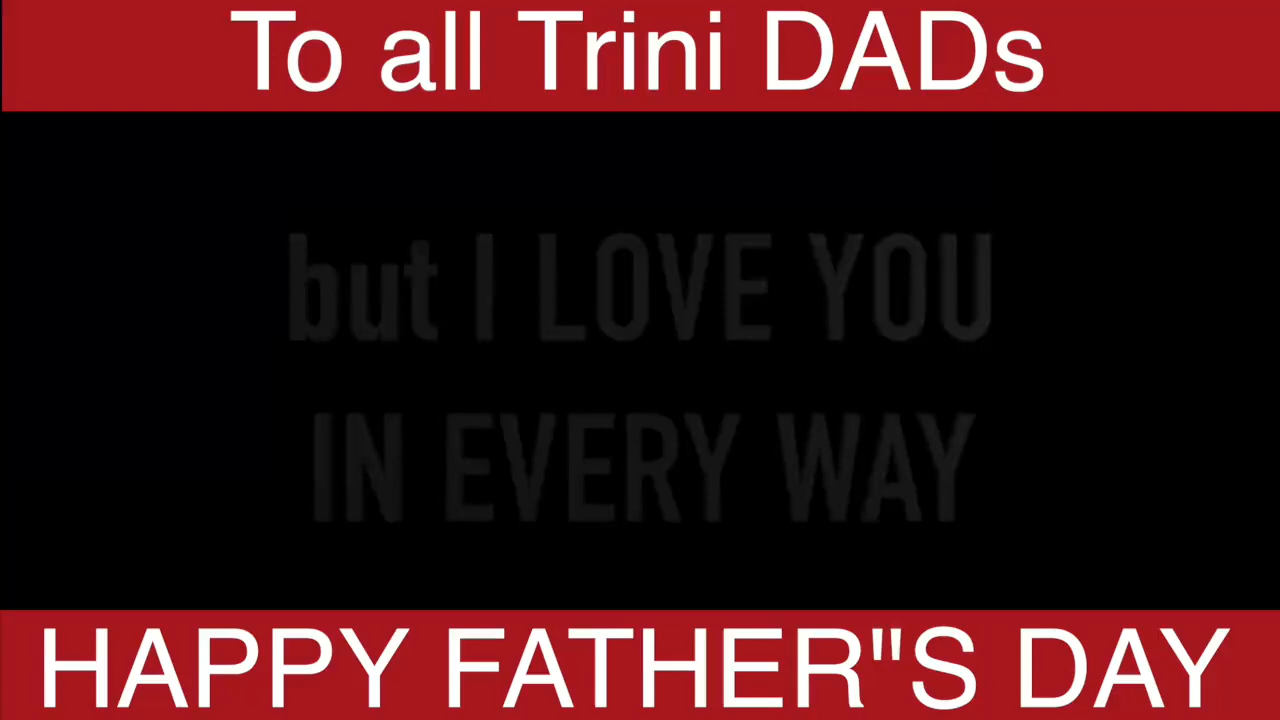 To all Trini DADs
but I LOVE YOU
IN EVERY WAY
HAPPY FATHER"S DAY